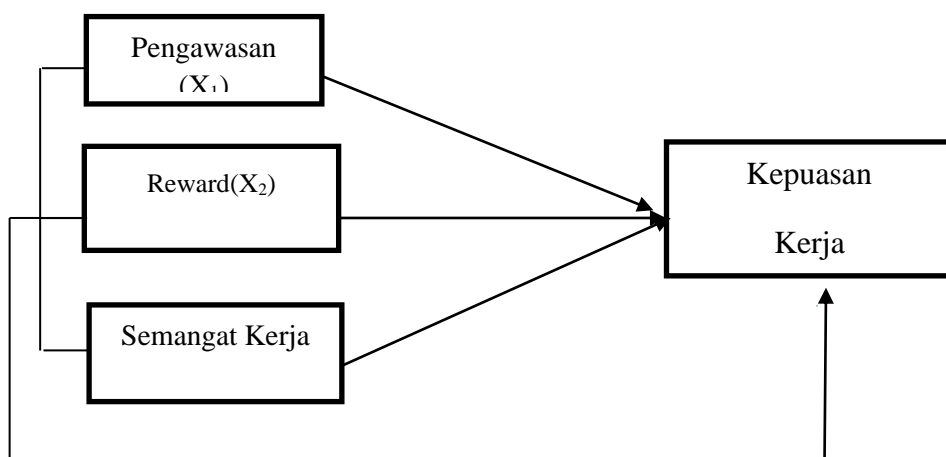 Pengawasan
(X₁)
Reward(X₂)
Semangat Kerja
Kepuasan
Kerja